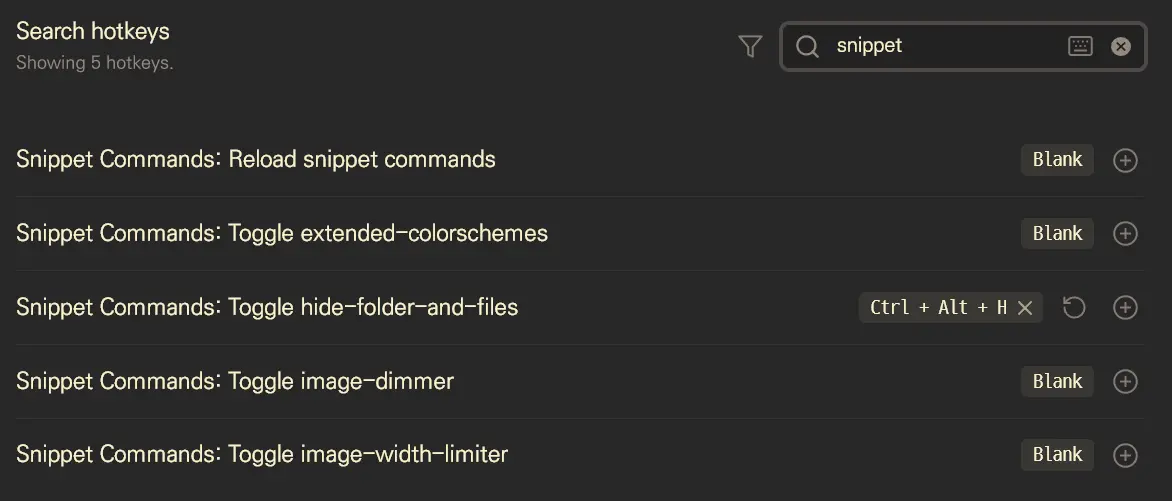 Search hotkeys
Showing 5 hotkeys.
snippet
Snippet Commands: Reload snippet commands Blank
Snippet Commands: Toggle extended-colorschemes Blank
Snippet Commands: Toggle hide-folder-and-files Ctrl + Alt + H
Snippet Commands: Toggle image-dimmer Blank
Snippet Commands: Toggle image-width-limiter Blank